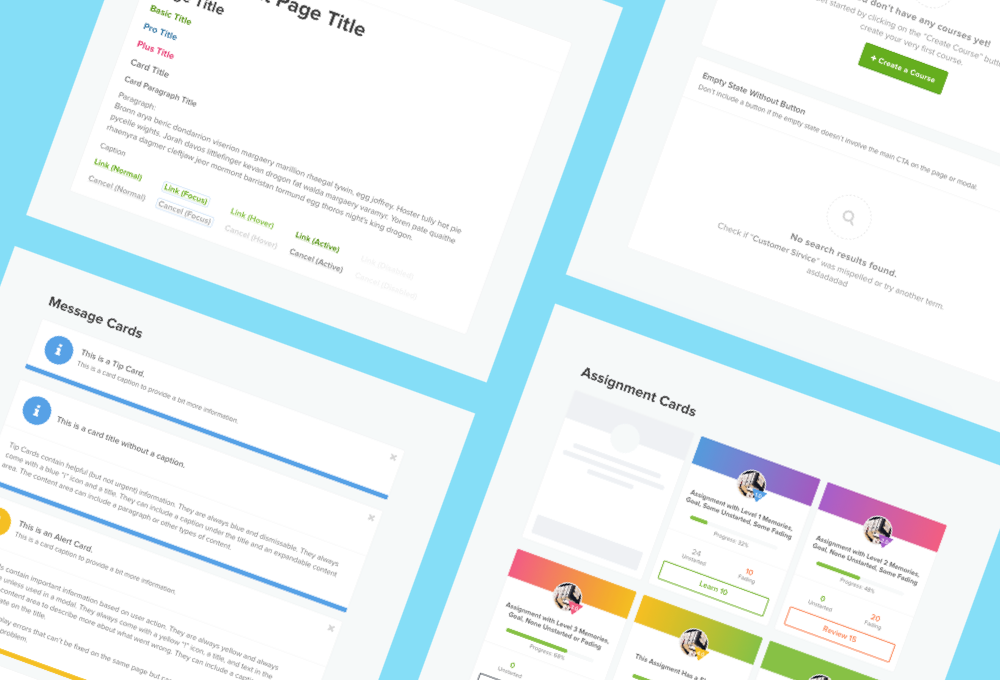 ge Title
t Page Title
Basic Title
Pro Title
Plus Title
Card Title
Card Paragraph Title
Paragraph:
Bronn arya beric dondarrion viserion margaery marillion rhaegel tywin, egg joffrey. Hoster tully hot pie
pycelle wights. Jorah davos littlefinger kevan drogon fat walda margaery varamyr. Yoren pate quaithe
rhaenyra dagmer cleftjaw jeor mormont barristan tormund egg thoros night's king drogon.
Caption
Link (Normal)
Link (Focus)
Link (Hover)
Link (Active)
Link (Disabled)
Cancel (Normal)
Cancel (Focus)
Cancel (Hover)
Cancel (Active)
Cancel (Disabled)
don't have any courses yet!
et started by clicking on the "Create Course" butt
create your very first course.
+ Create a Course
Empty State Without Button
Don't include a button if the empty state doesn't involve the main CTA on the page or modal.
No search results found.
Check if "Customer Sirvice" was mispelled or try another term.
asdadadad
Message Cards
This is a Tip Card.
This is a card caption to provide a bit more information.
This is a card title without a caption.
Tip Cards contain helpful (but not urgent) information. They are always blue and dismissable. They always
come with a blue "i" icon and a title. They can include a caption under the title and an expandable content
area. The content area can include a paragraph or other types of content.
This is an Alert Card.
This is a card caption to provide a bit more information.
s contain important information based on user action. They are always yellow and always
unless used in a modal. They always come with a yellow "!" icon, a title, and text in the
content area to describe more about what went wrong. They can include a caption
ate on the title.
play errors that can't be fixed on the same page but ca
problem.
Assignment Cards
Assignment with Level 1 Memories,
Goal, Some Unstarted, Some Fading
Progress: 32%
24
Unstarted
10
Fading
Learn 10
Assignment with Level 2 Memories,
Goal, None Unstarted, Some Fading
Progress: 48%
0
Unstarted
20
Fading
Review 15
Assignment with Level 3 Memories,
Goal, None Unstarted or Fading
Progress: 68%
0
This Assignment Has a